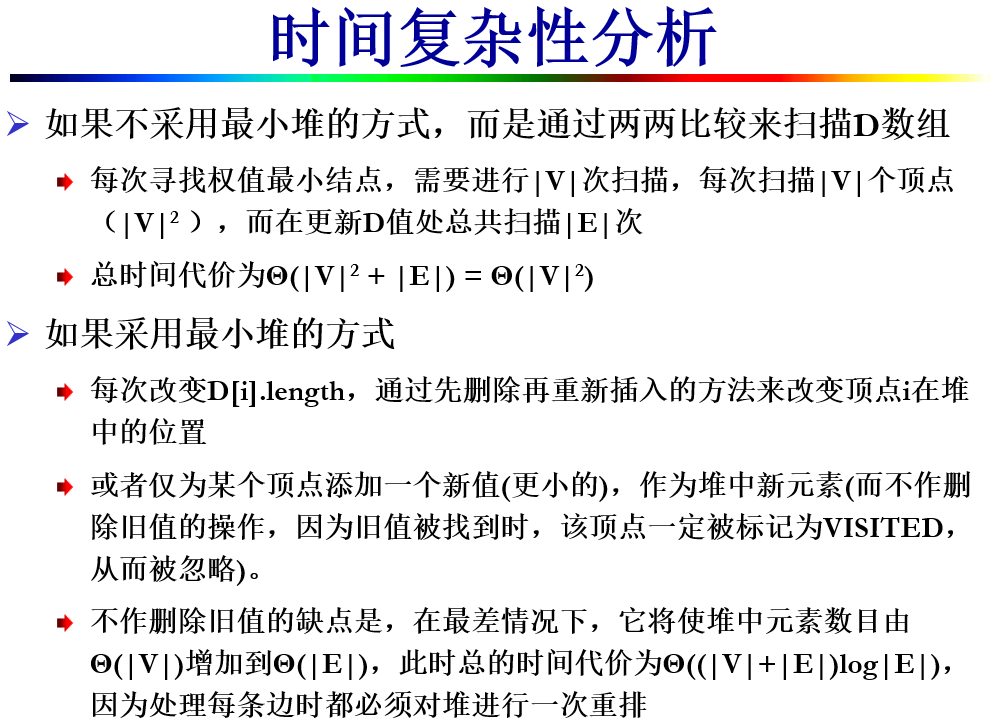 时间复杂性分析
如果不采用最小堆的方式，而是通过两两比较来扫描D数组
每次寻找权值最小结点，需要进行|V|次扫描，每次扫描|V|个顶点
（|V|² ），而在更新D值处总共扫描|E|次
总时间代价为Θ(|V|² + |E|) = Θ(|V|²)
如果采用最小堆的方式
每次改变D[i].length，通过先删除再重新插入的方法来改变顶点i在堆
中的位置
或者仅为某个顶点添加一个新值(更小的)，作为堆中新元素(而不作删
除旧值的操作，因为旧值被找到时，该顶点一定被标记为VISITED，
从而被忽略)。
不作删除旧值的缺点是，在最差情况下，它将使堆中元素数目由
Θ(|V|)增加到Θ(|E|)，此时总的时间代价为Θ((|V|+|E|)log|E|)，
因为处理每条边时都必须对堆进行一次重排